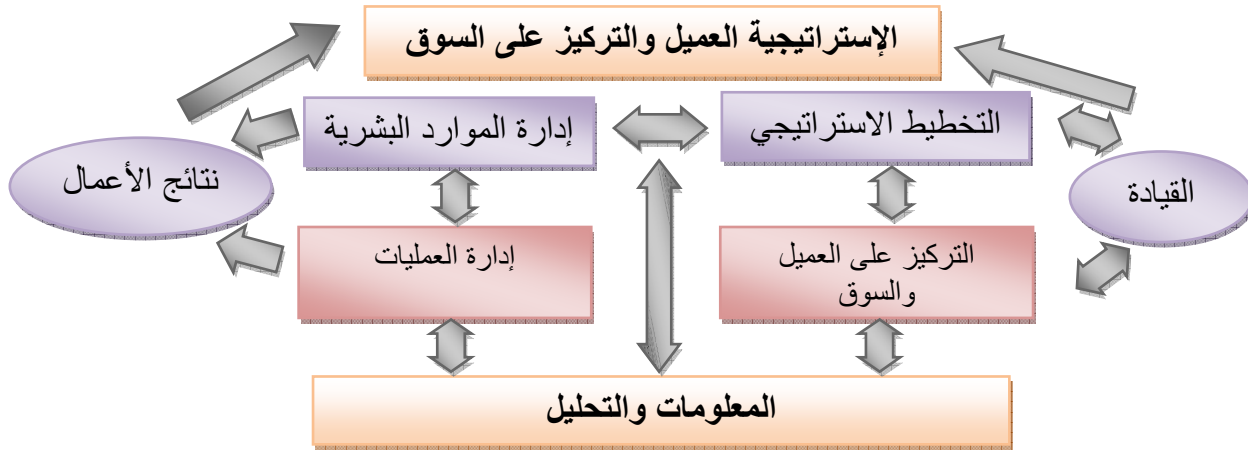 الإستراتيجية العميل والتركيز على السوق
التخطيط الاستراتيجي
إدارة الموارد البشرية
القيادة
نتائج الأعمال
التركيز على العميل
والسوق
إدارة العمليات
المعلومات والتحليل